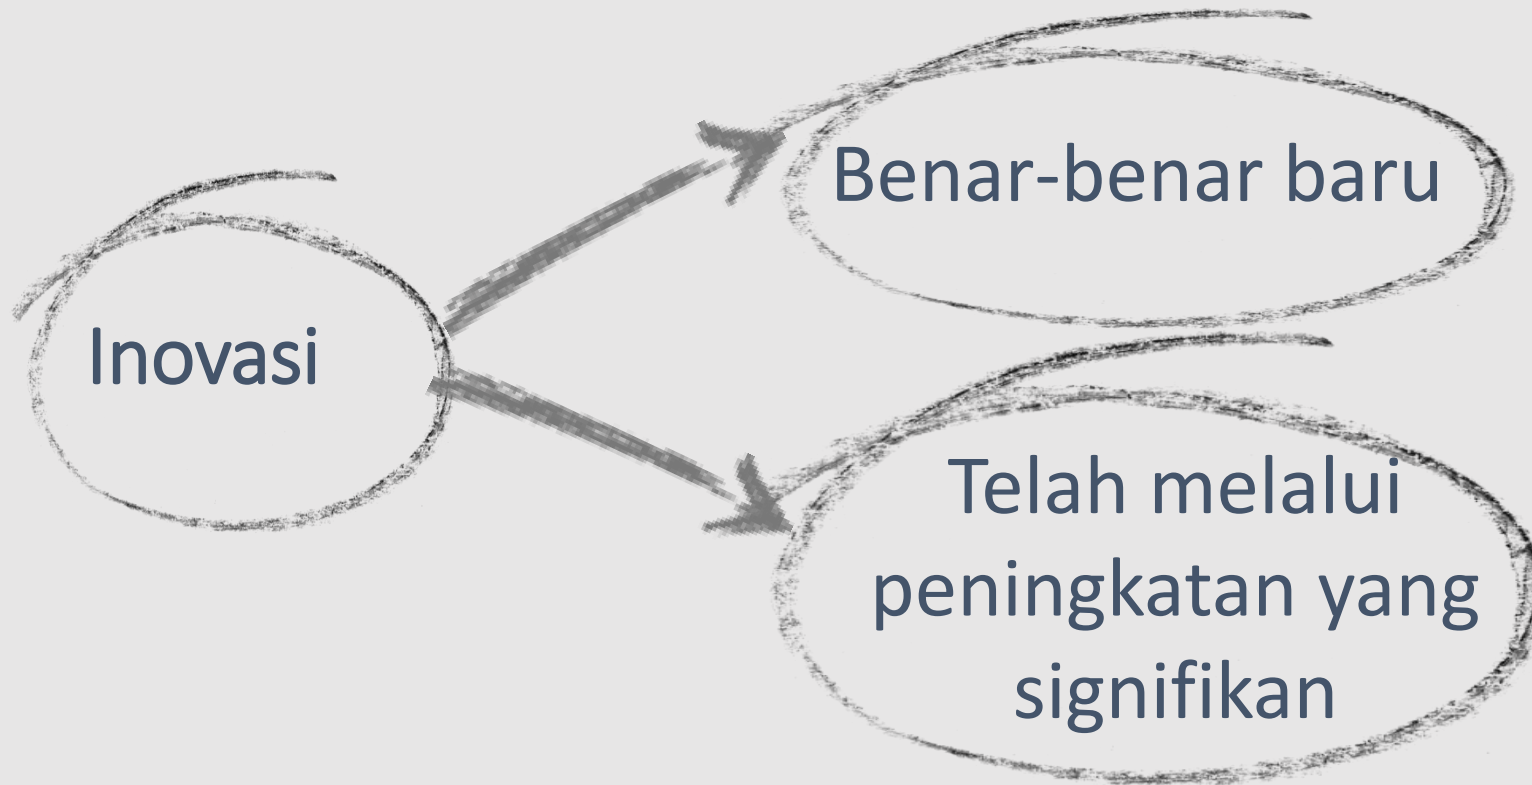 Benar-benar baru
Inovasi
Telah melalui
peningkatan yang
signifikan